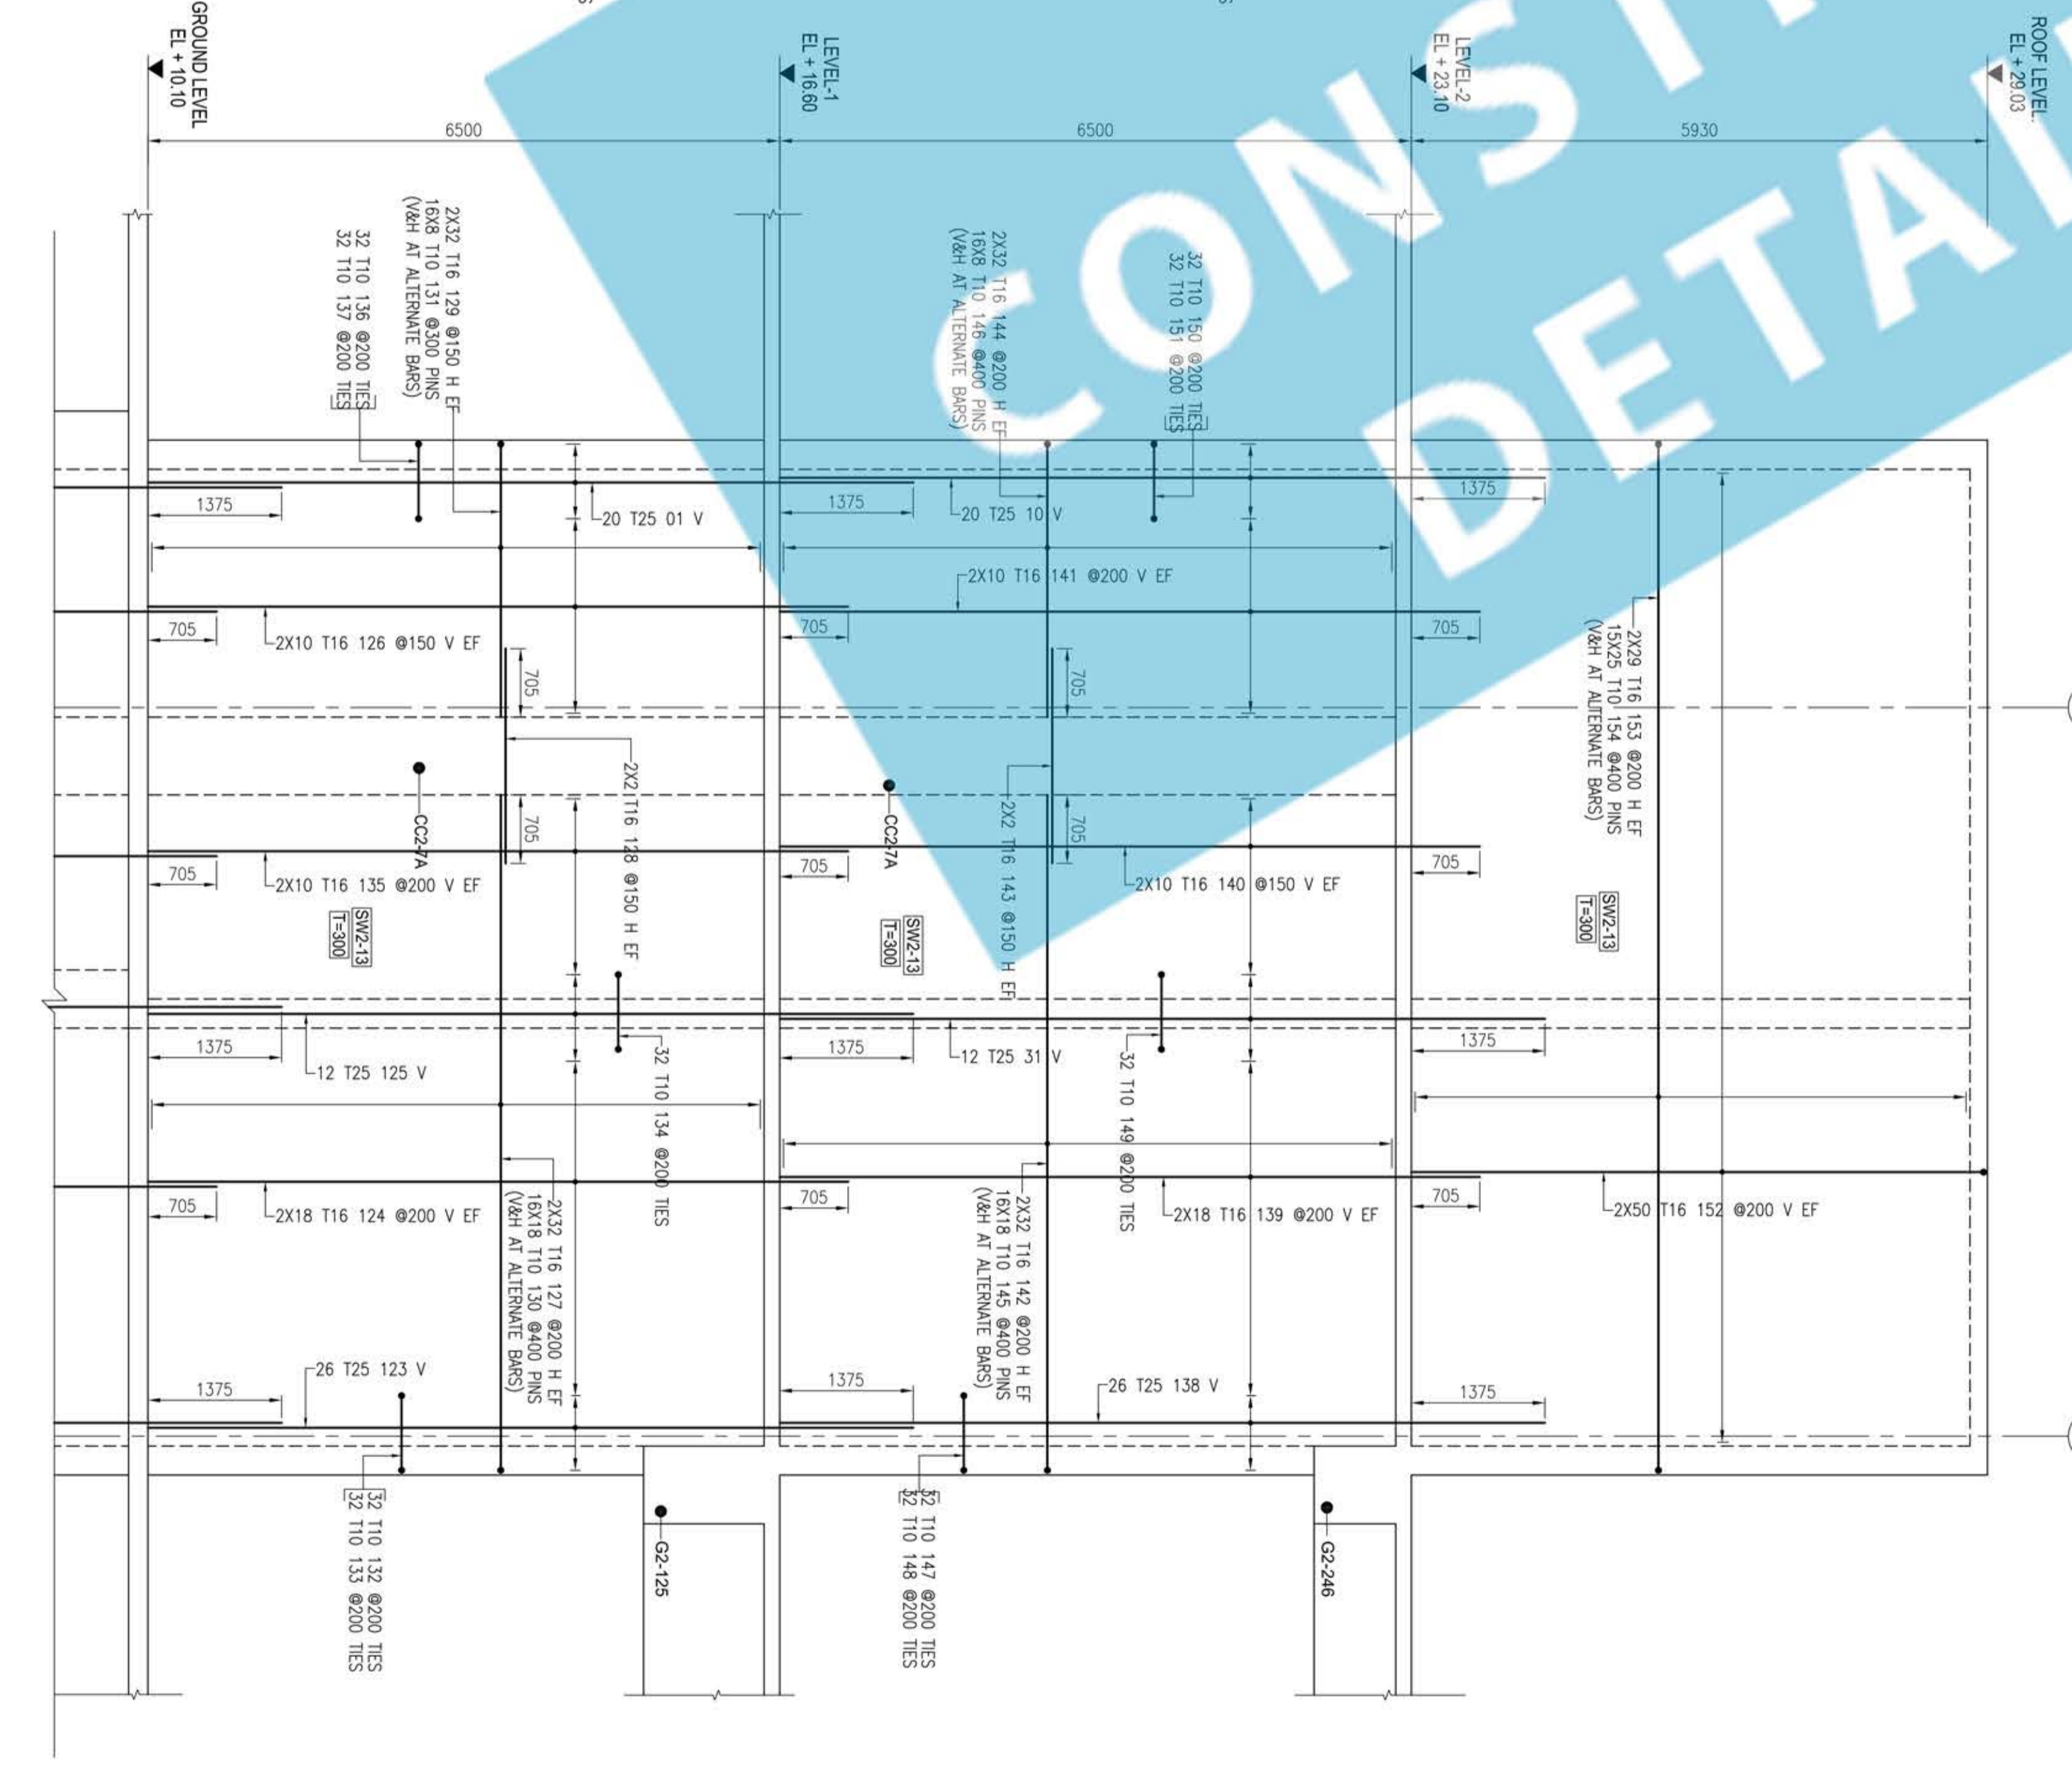 GROUND LEVEL
EL + 10.10
LEVEL-1
EL + 16.60
LEVEL-2
EL + 23.10
ROOF LEVEL
EL + 29.03
6500
6500
5930
2X32 T16 129 @150 H EF
16X8 T10 131 @300 PINS
(V&H AT ALTERNATE BARS)
32 T10 136 @200 TIES
32 T10 137 @200 TIES
2X32 T16 144 @200 H EF
16X8 T10 146 @400 PINS
(V&H AT ALTERNATE BARS)
32 T10 150 @200 TIES
32 T10 151 @200 TIES
1375
20 T25 01 V
1375
20 T25 10 V
1375
2X10 T16 141 @200 V EF
705
2X10 T16 126 @150 V EF
705
705
705
705
2X29 T16 153 @200 H EF
15X25 T10 154 @400 PINS
(V&H AT ALTERNATE BARS)
CC2-7A
2X2 T16 128 @150 H EF
705
CC2-7A
2X2 T16 143 @150 H EF
705
705
2X10 T16 135 @200 V EF
705
2X10 T16 140 @150 V EF
705
SW2-13
T=300
SW2-13
T=300
SW2-13
T=300
1375
12 T25 125 V
32 T10 134 @200 TIES
1375
12 T25 31 V
32 T10 149 @200 TIES
1375
705
2X18 T16 124 @200 V EF
2X32 T16 127 @200 H EF
16X18 T10 130 @400 PINS
(V&H AT ALTERNATE BARS)
705
2X32 T16 142 @200 H EF
16X18 T10 145 @400 PINS
(V&H AT ALTERNATE BARS)
2X18 T16 139 @200 V EF
705
2X50 T16 152 @200 V EF
1375
26 T25 123 V
1375
26 T25 138 V
1375
32 T10 132 @200 TIES
32 T10 133 @200 TIES
G2-125
32 T10 147 @200 TIES
32 T10 148 @200 TIES
G2-246